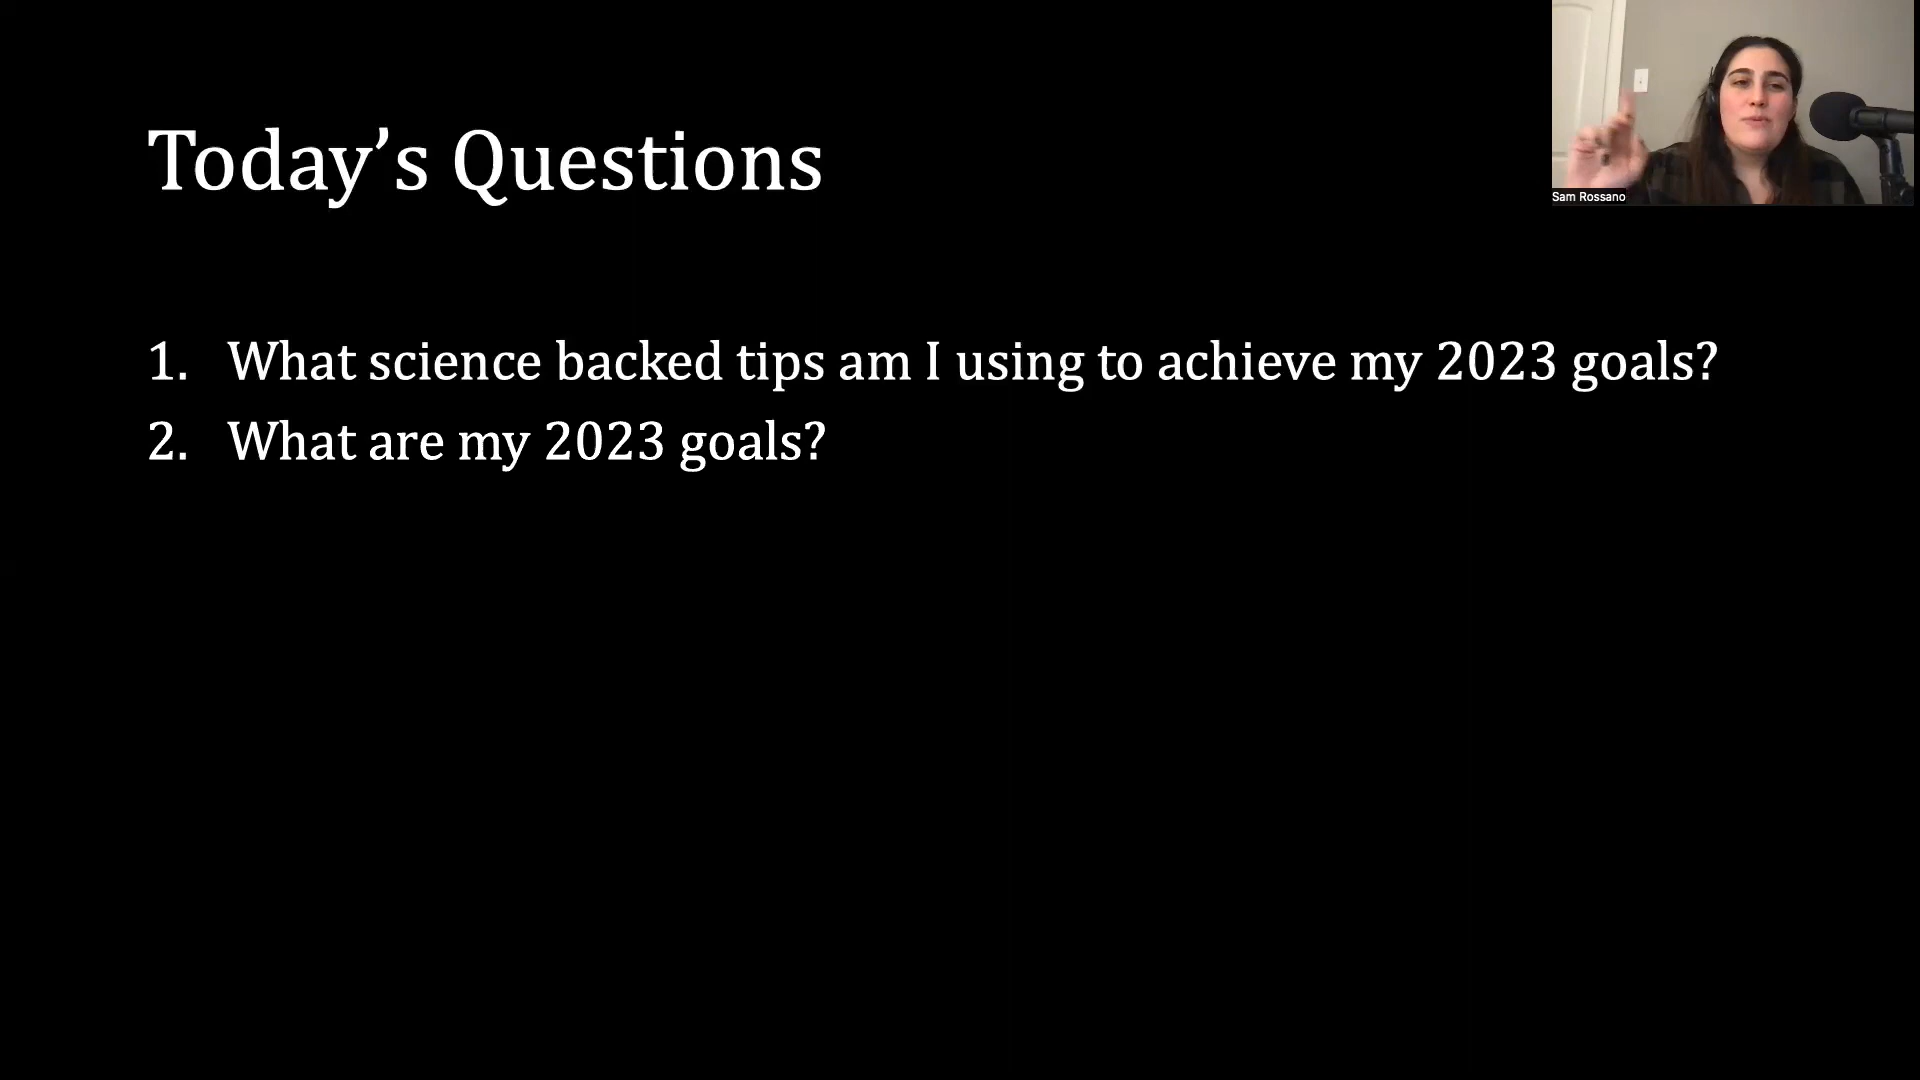 Today’s Questions
Sam Rossano
1. What science backed tips am I using to achieve my 2023 goals?
2. What are my 2023 goals?